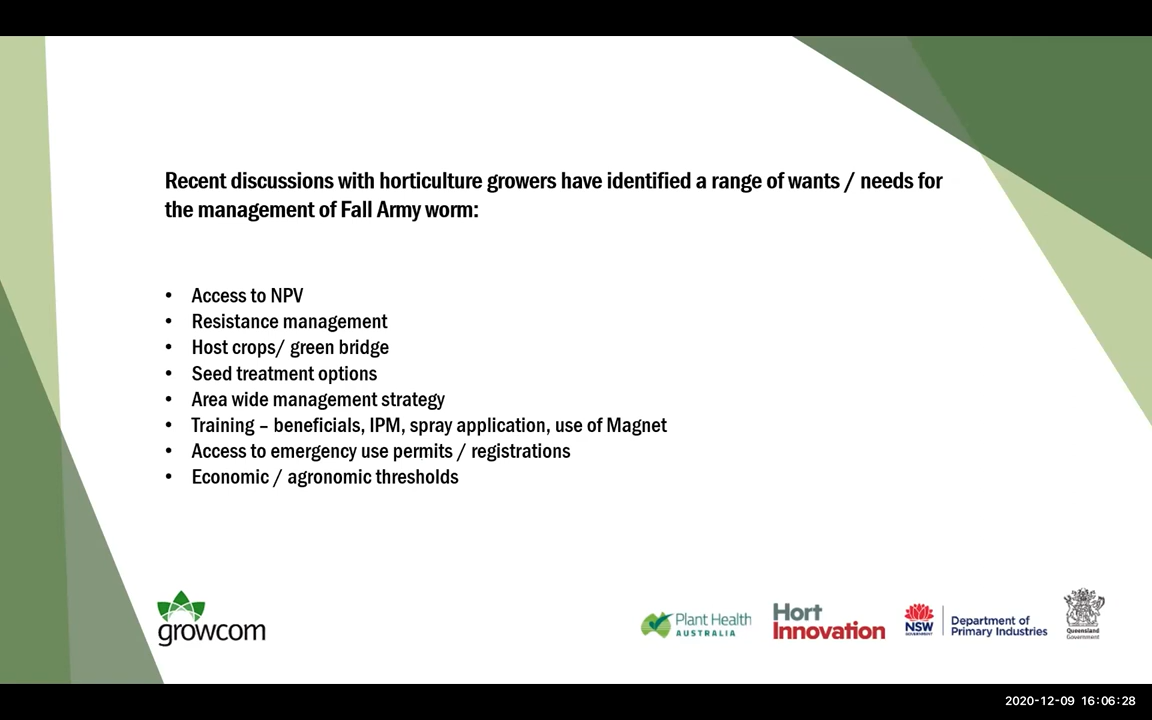 Recent discussions with horticulture growers have identified a range of wants / needs for
the management of Fall Army worm:
• Access to NPV
• Resistance management
• Host crops/ green bridge
• Seed treatment options
• Area wide management strategy
• Training – beneficials, IPM, spray application, use of Magnet
• Access to emergency use permits / registrations
• Economic / agronomic thresholds
growcom
Plant Health
AUSTRALIA
Hort
Innovation
NSW
GOVERNMENT
Department of
Primary Industries
Queensland
Government
2020-12-09 16:06:28